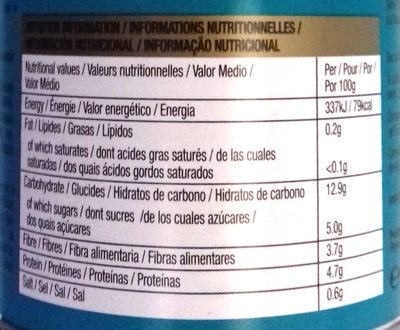 NUTRITION INFORMATION / INFORMATIONS NUTRITIONNELLES /
INFORMACIÓN NUTRICIONAL / INFORMAÇÃO NUTRICIONAL
Nutritional values / Valeurs nutritionnelles / Valor Medio /
Valor Médio
Per / Pour / Por /
Por 100g
Energy / Énergie / Valor energético / Energia 337kJ / 79kcal
Fat / Lipides / Grasas / Lípidos 0.2g
of which saturates / dont acides gras saturés / de las cuales
saturadas / dos quais ácidos gordos saturados <0.1g
Carbohydrate / Glucides / Hidratos de carbono / Hidratos de carbono 12.9g
of which sugars / dont sucres /de los cuales azúcares /
dos quais açúcares 5.0g
Fibre / Fibres / Fibra alimentaria / Fibras alimentares 3.7g
Protein / Protéines / Proteínas / Proteínas 4.7g
Salt / Sel / Sal / Sal 0.6g